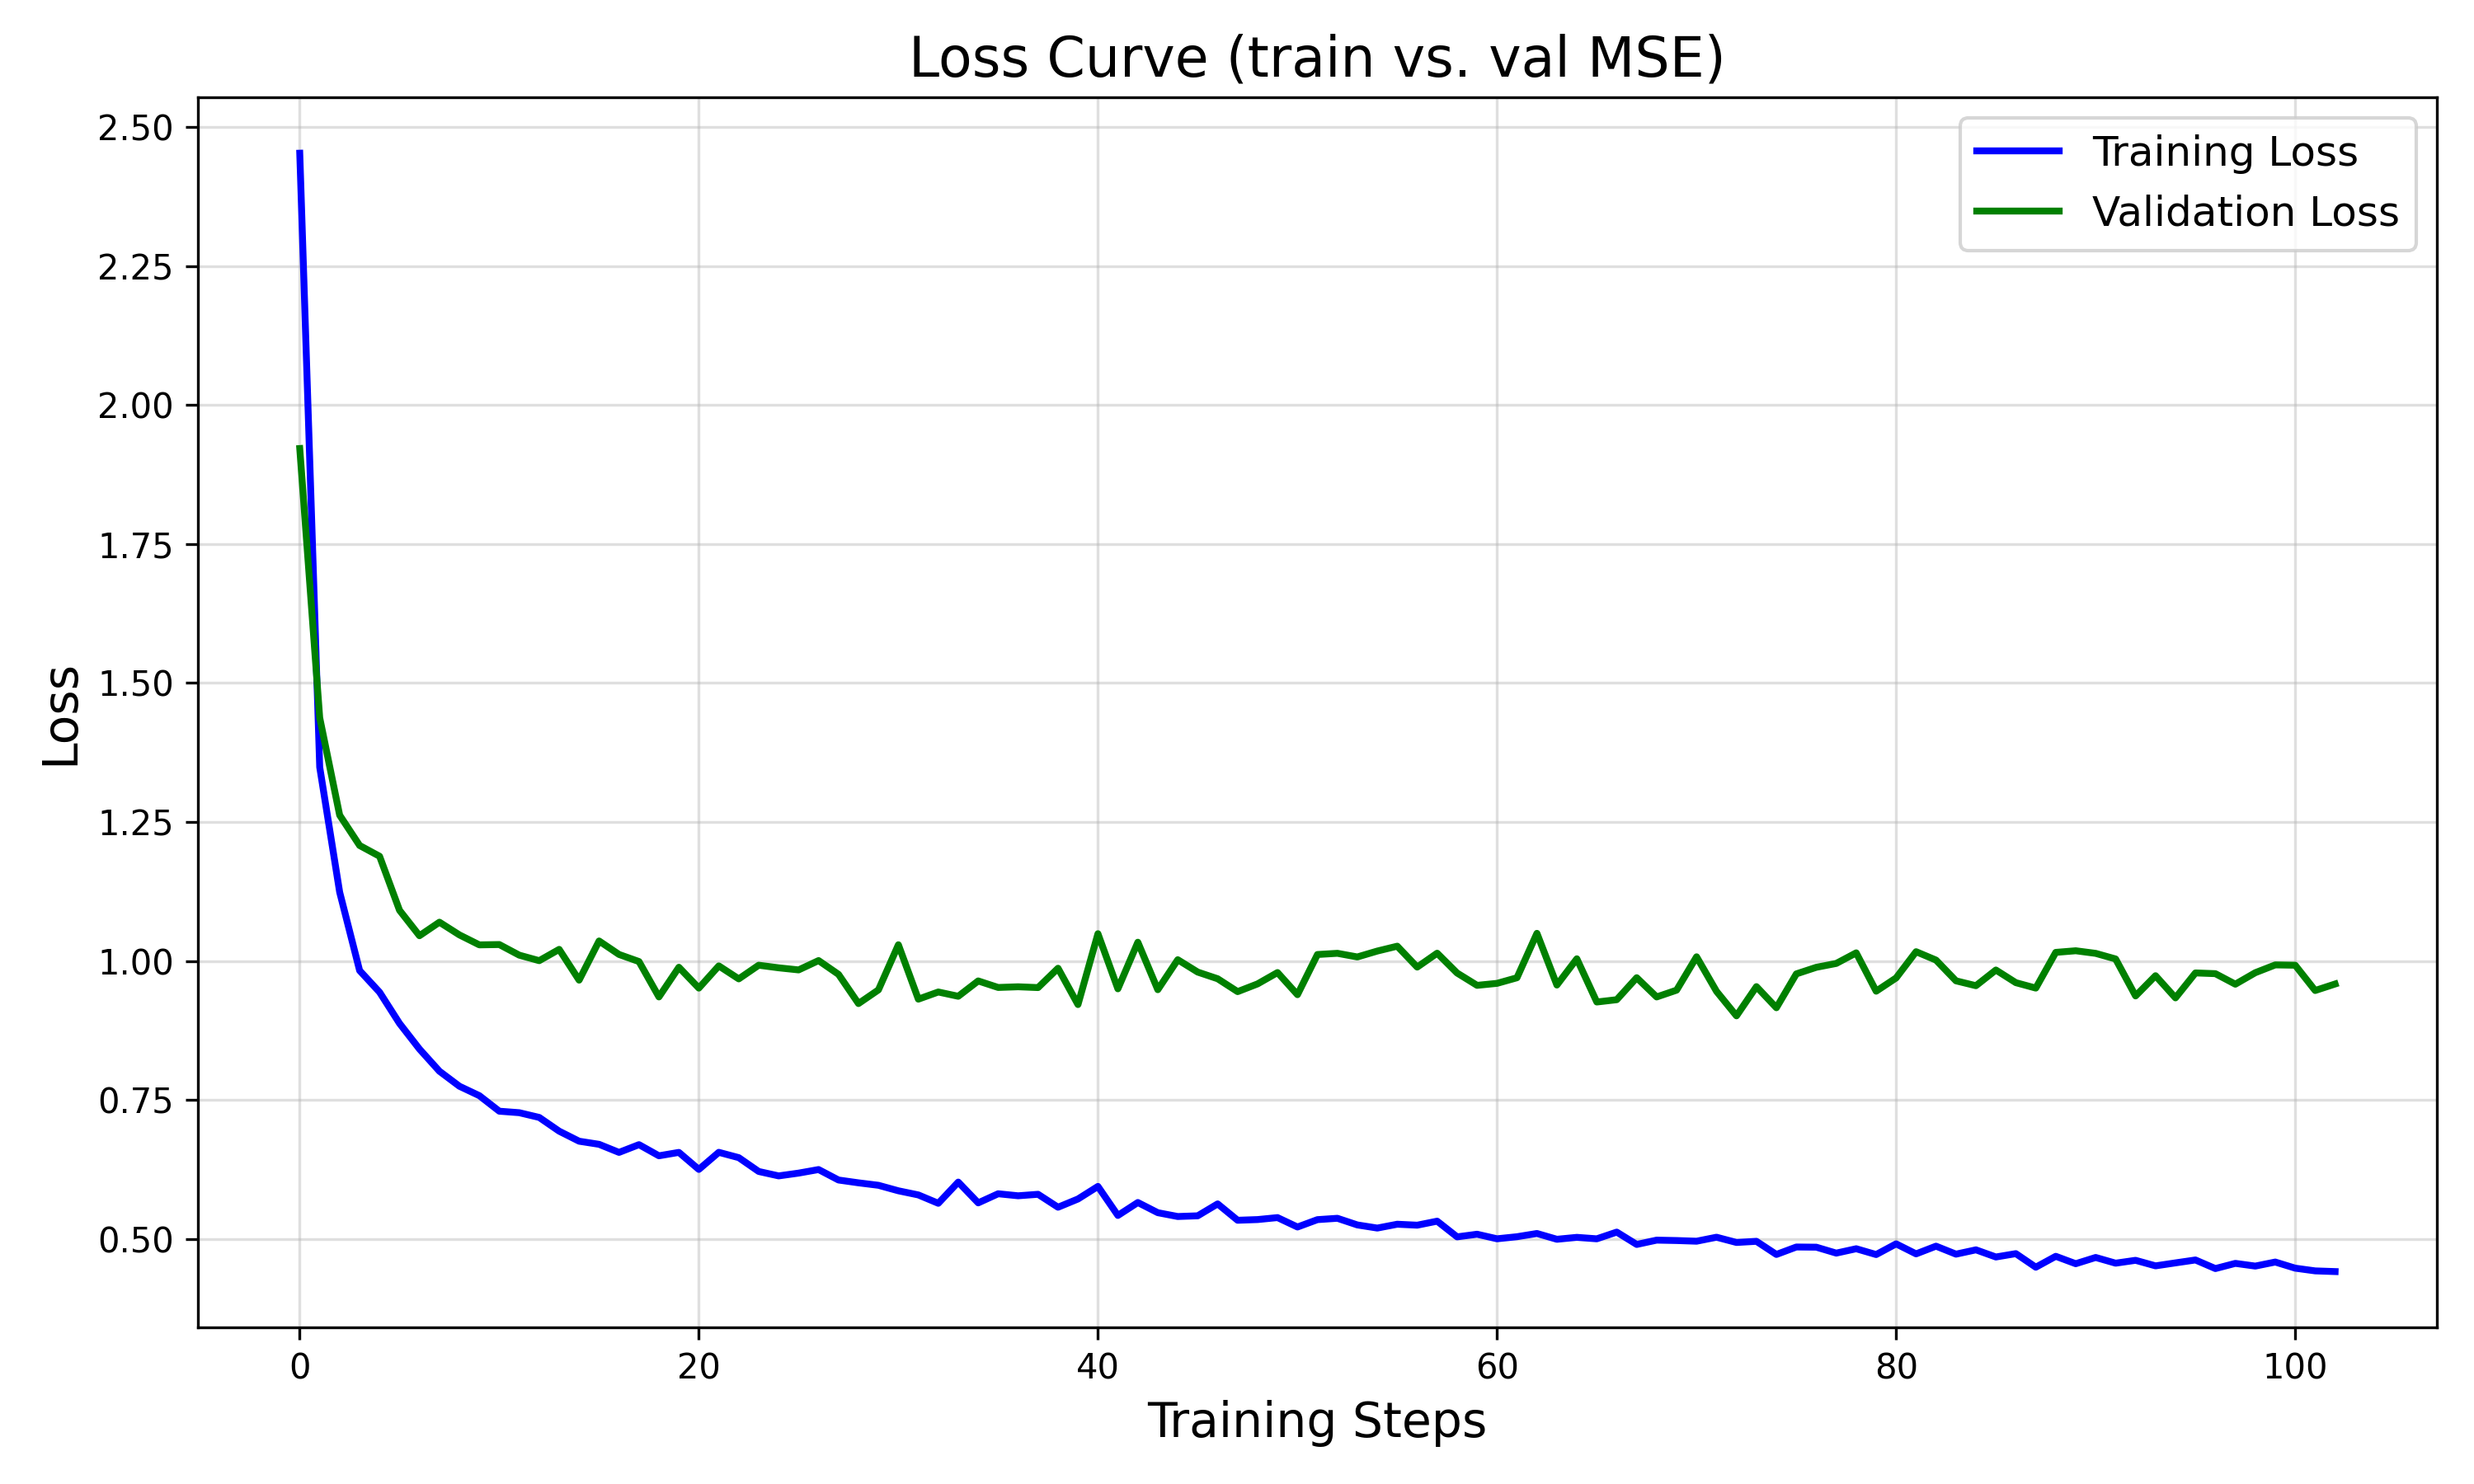 Loss Curve (train vs. val MSE)
Training Loss
Validation Loss
Loss
2.50
2.25
2.00
1.75
1.50
1.25
1.00
0.75
0.50
0 20 40 60 80 100
Training Steps